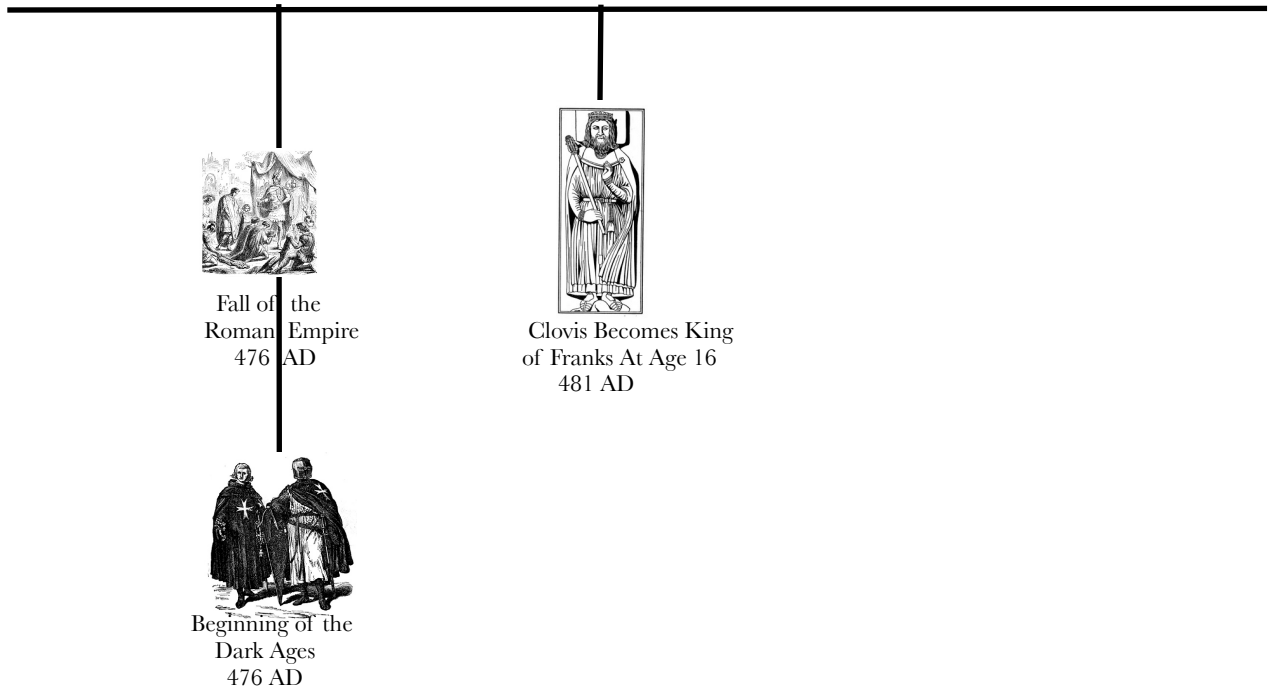 Fall of the
Roman Empire
476 AD
Clovis Becomes King
of Franks At Age 16
481 AD
Beginning of the
Dark Ages
476 AD